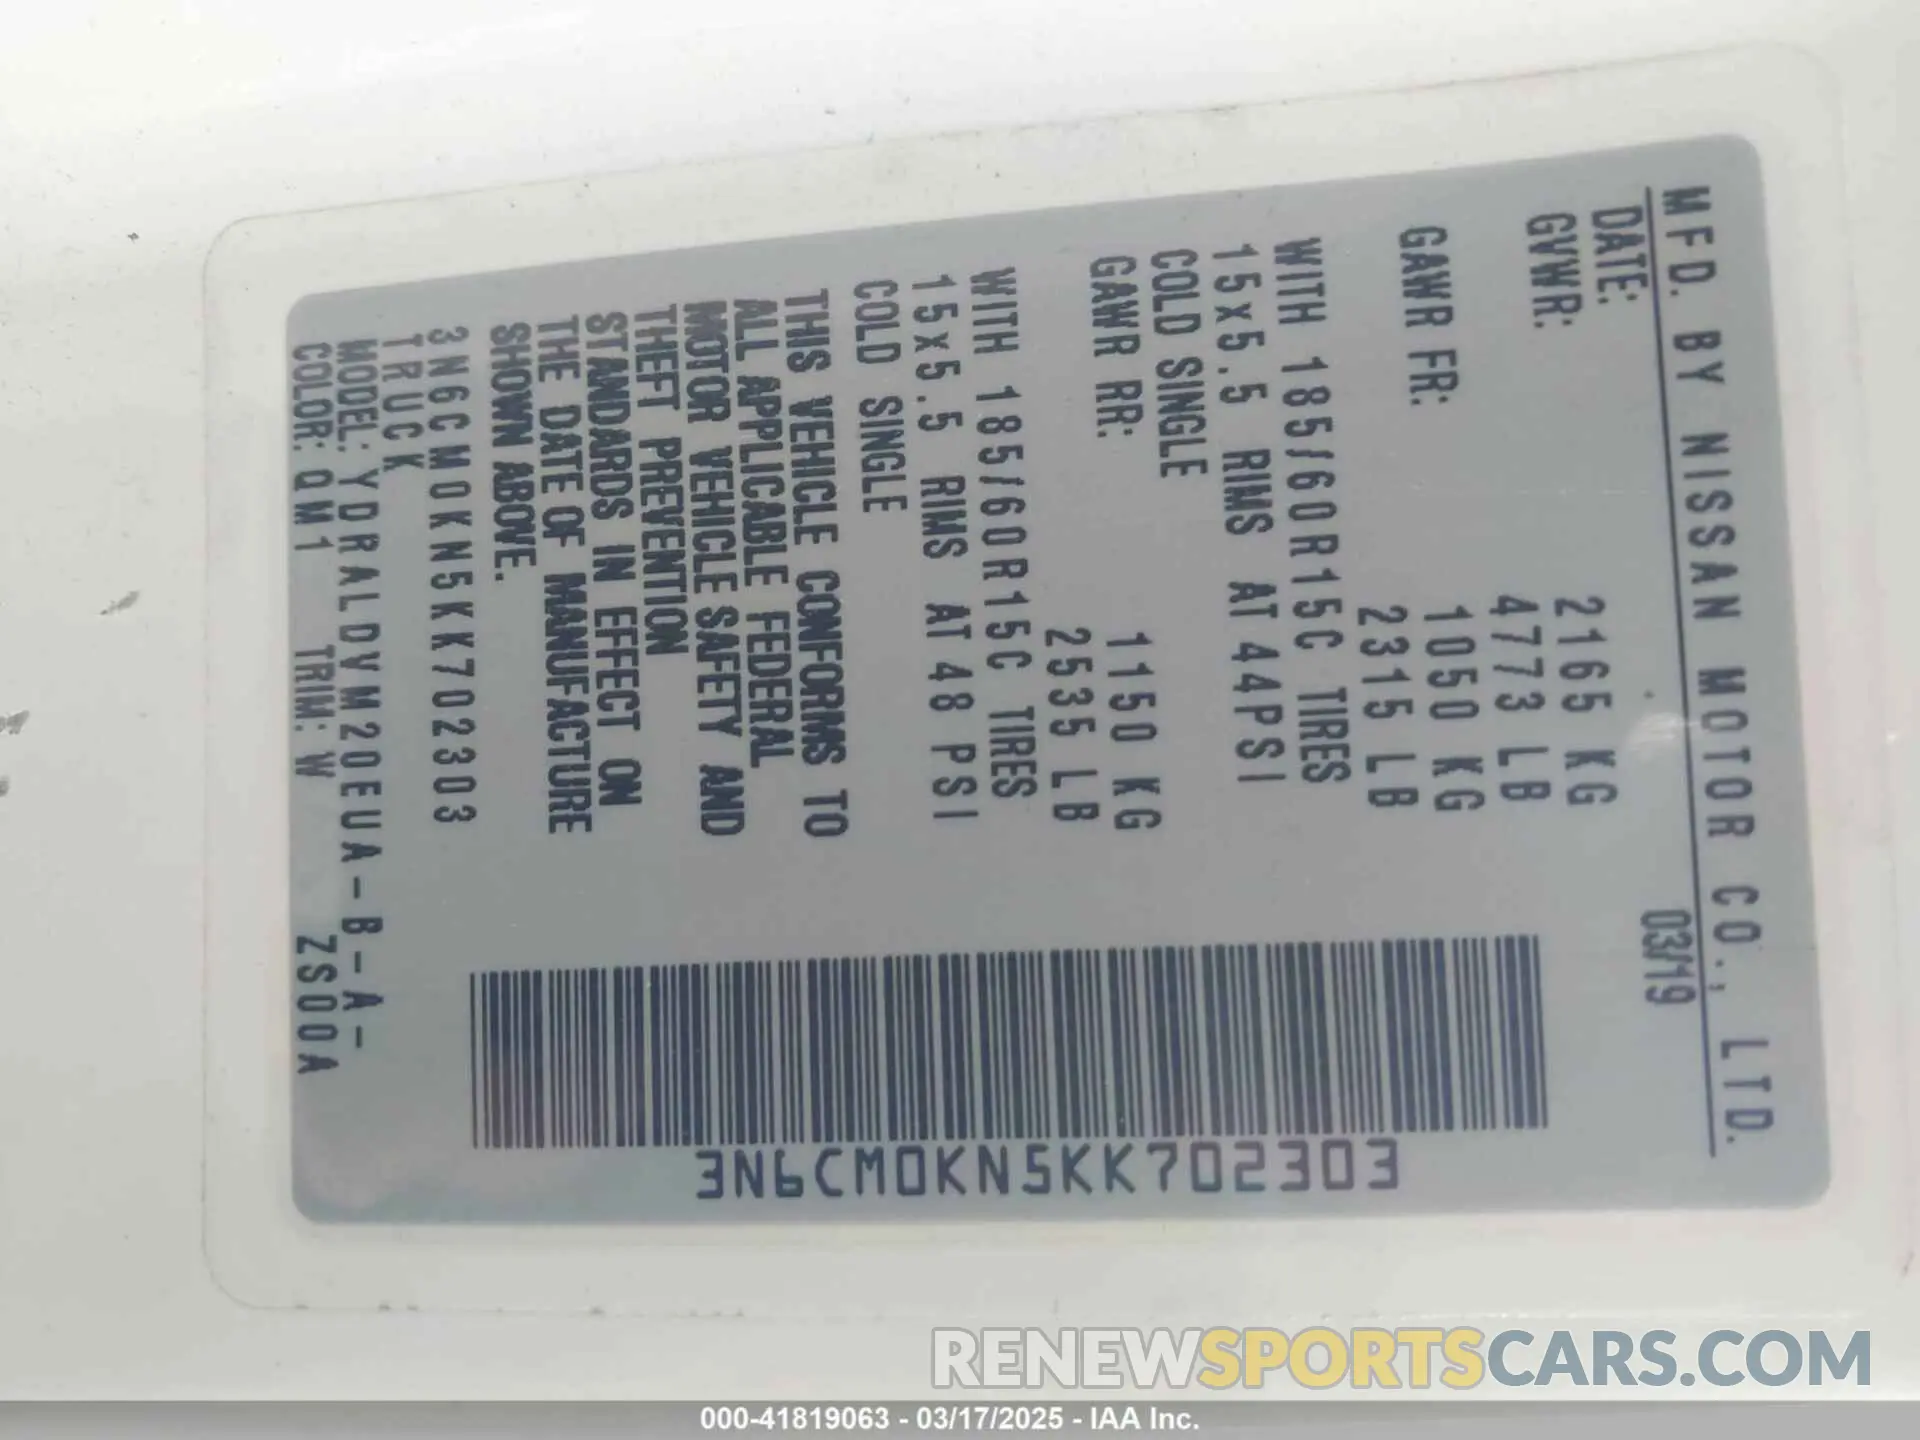 MFD. BY NISSAN MOTOR CO., LTD.
DATE: 03/19
GVWR: 2165 KG
4773 LB
GAWR FR: 1050 KG
2315 LB
WITH 185/60R15C TIRES
15x5.5 RIMS AT 44PSI
COLD SINGLE
GAWR RR: 1150 KG
2535 LB
WITH 185/60R15C TIRES
15x5.5 RIMS AT 48 PSI
COLD SINGLE
THIS VEHICLE CONFORMS TO
ALL APPLICABLE FEDERAL
MOTOR VEHICLE SAFETY AND
THEFT PREVENTION
STANDARDS IN EFFECT ON
THE DATE OF MANUFACTURE
SHOWN ABOVE.
3N6CM0KN5KK702303
TRUCK
MODEL: YDRALDVM20EUA-B-A-
COLOR: QM1 TRIM: W ZS00A
3N6CM0KN5KK702303
RENEWSPORTSCARS.COM
000-41819063 - 03/17/2025 - IAA Inc.